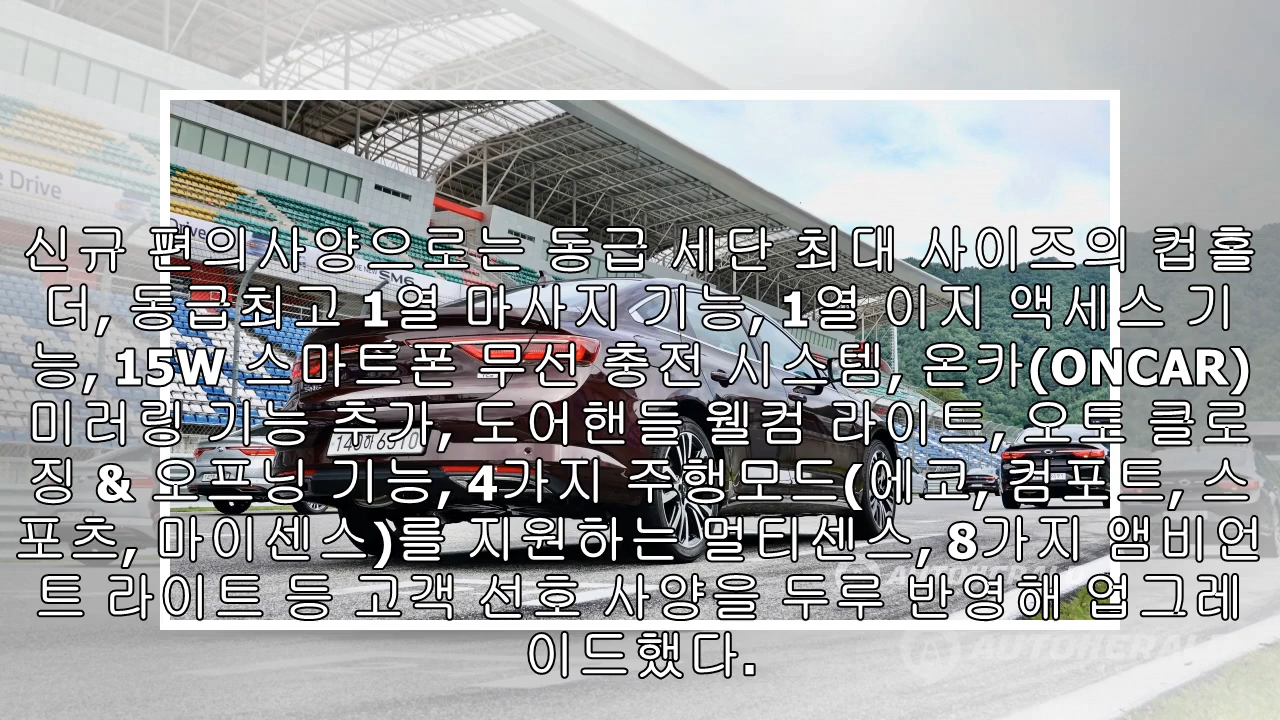 e Drive
Drive
THE NEW SM6
신규 편의사양으로는 동급 세단 최대 사이즈의 컵홀
더, 동급최고 1열 마사지 기능, 1열 이지 액세스 기
능, 15W 스마트폰 무선 충전 시스템, 온카(ONCAR)
미러링 기능 추가, 도어핸들 웰컴 라이트, 오토 클로
징 & 오프닝 기능, 4가지 주행모드(에코, 컴포트, 스
포츠, 마이센스)를 지원하는 멀티센스, 8가지 앰비언
트 라이트 등 고객 선호 사양을 두루 반영해 업그레
이드했다.
AUTOHERALD
AUTOHERALD